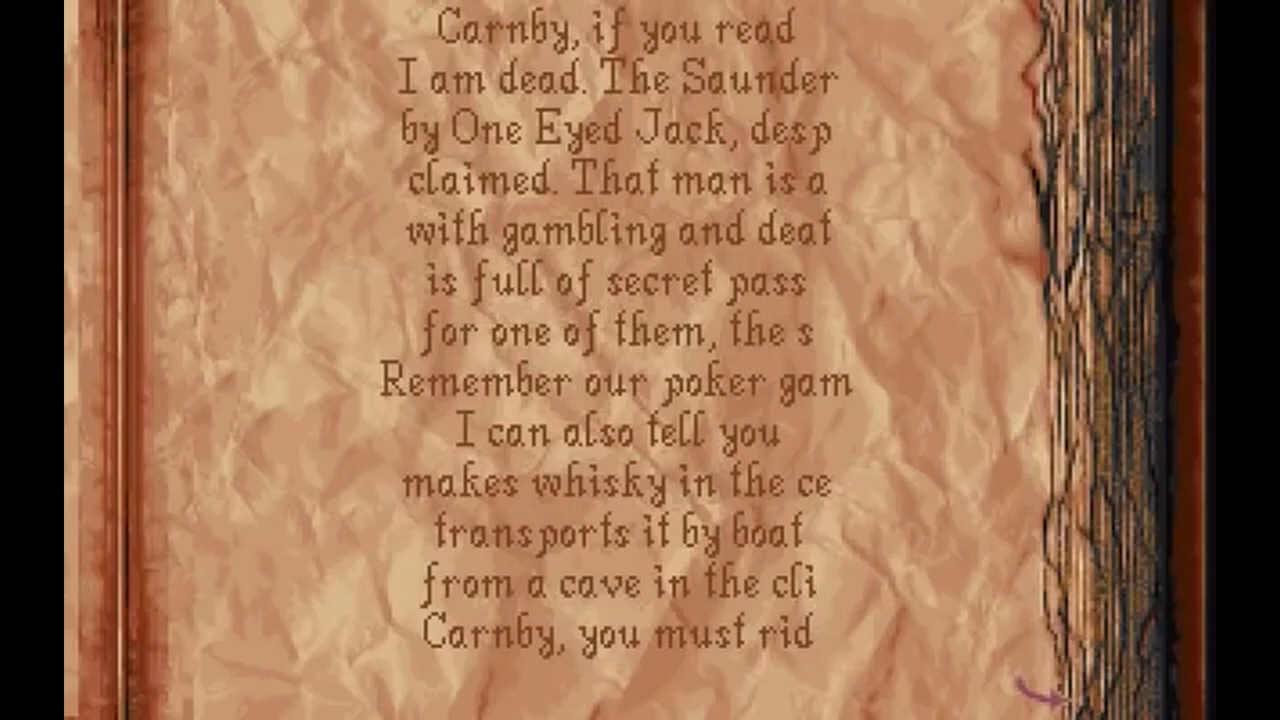 Carnby, if you read
I am dead. The Saunder
by One Eyed Jack, desp
claimed. That man is a
with gambling and deat
is full of secret pass
for one of them, the s
Remember our poker gam
I can also tell you
makes whisky in the ce
transports it by boat
from a cave in the cli
Carnby, you must rid